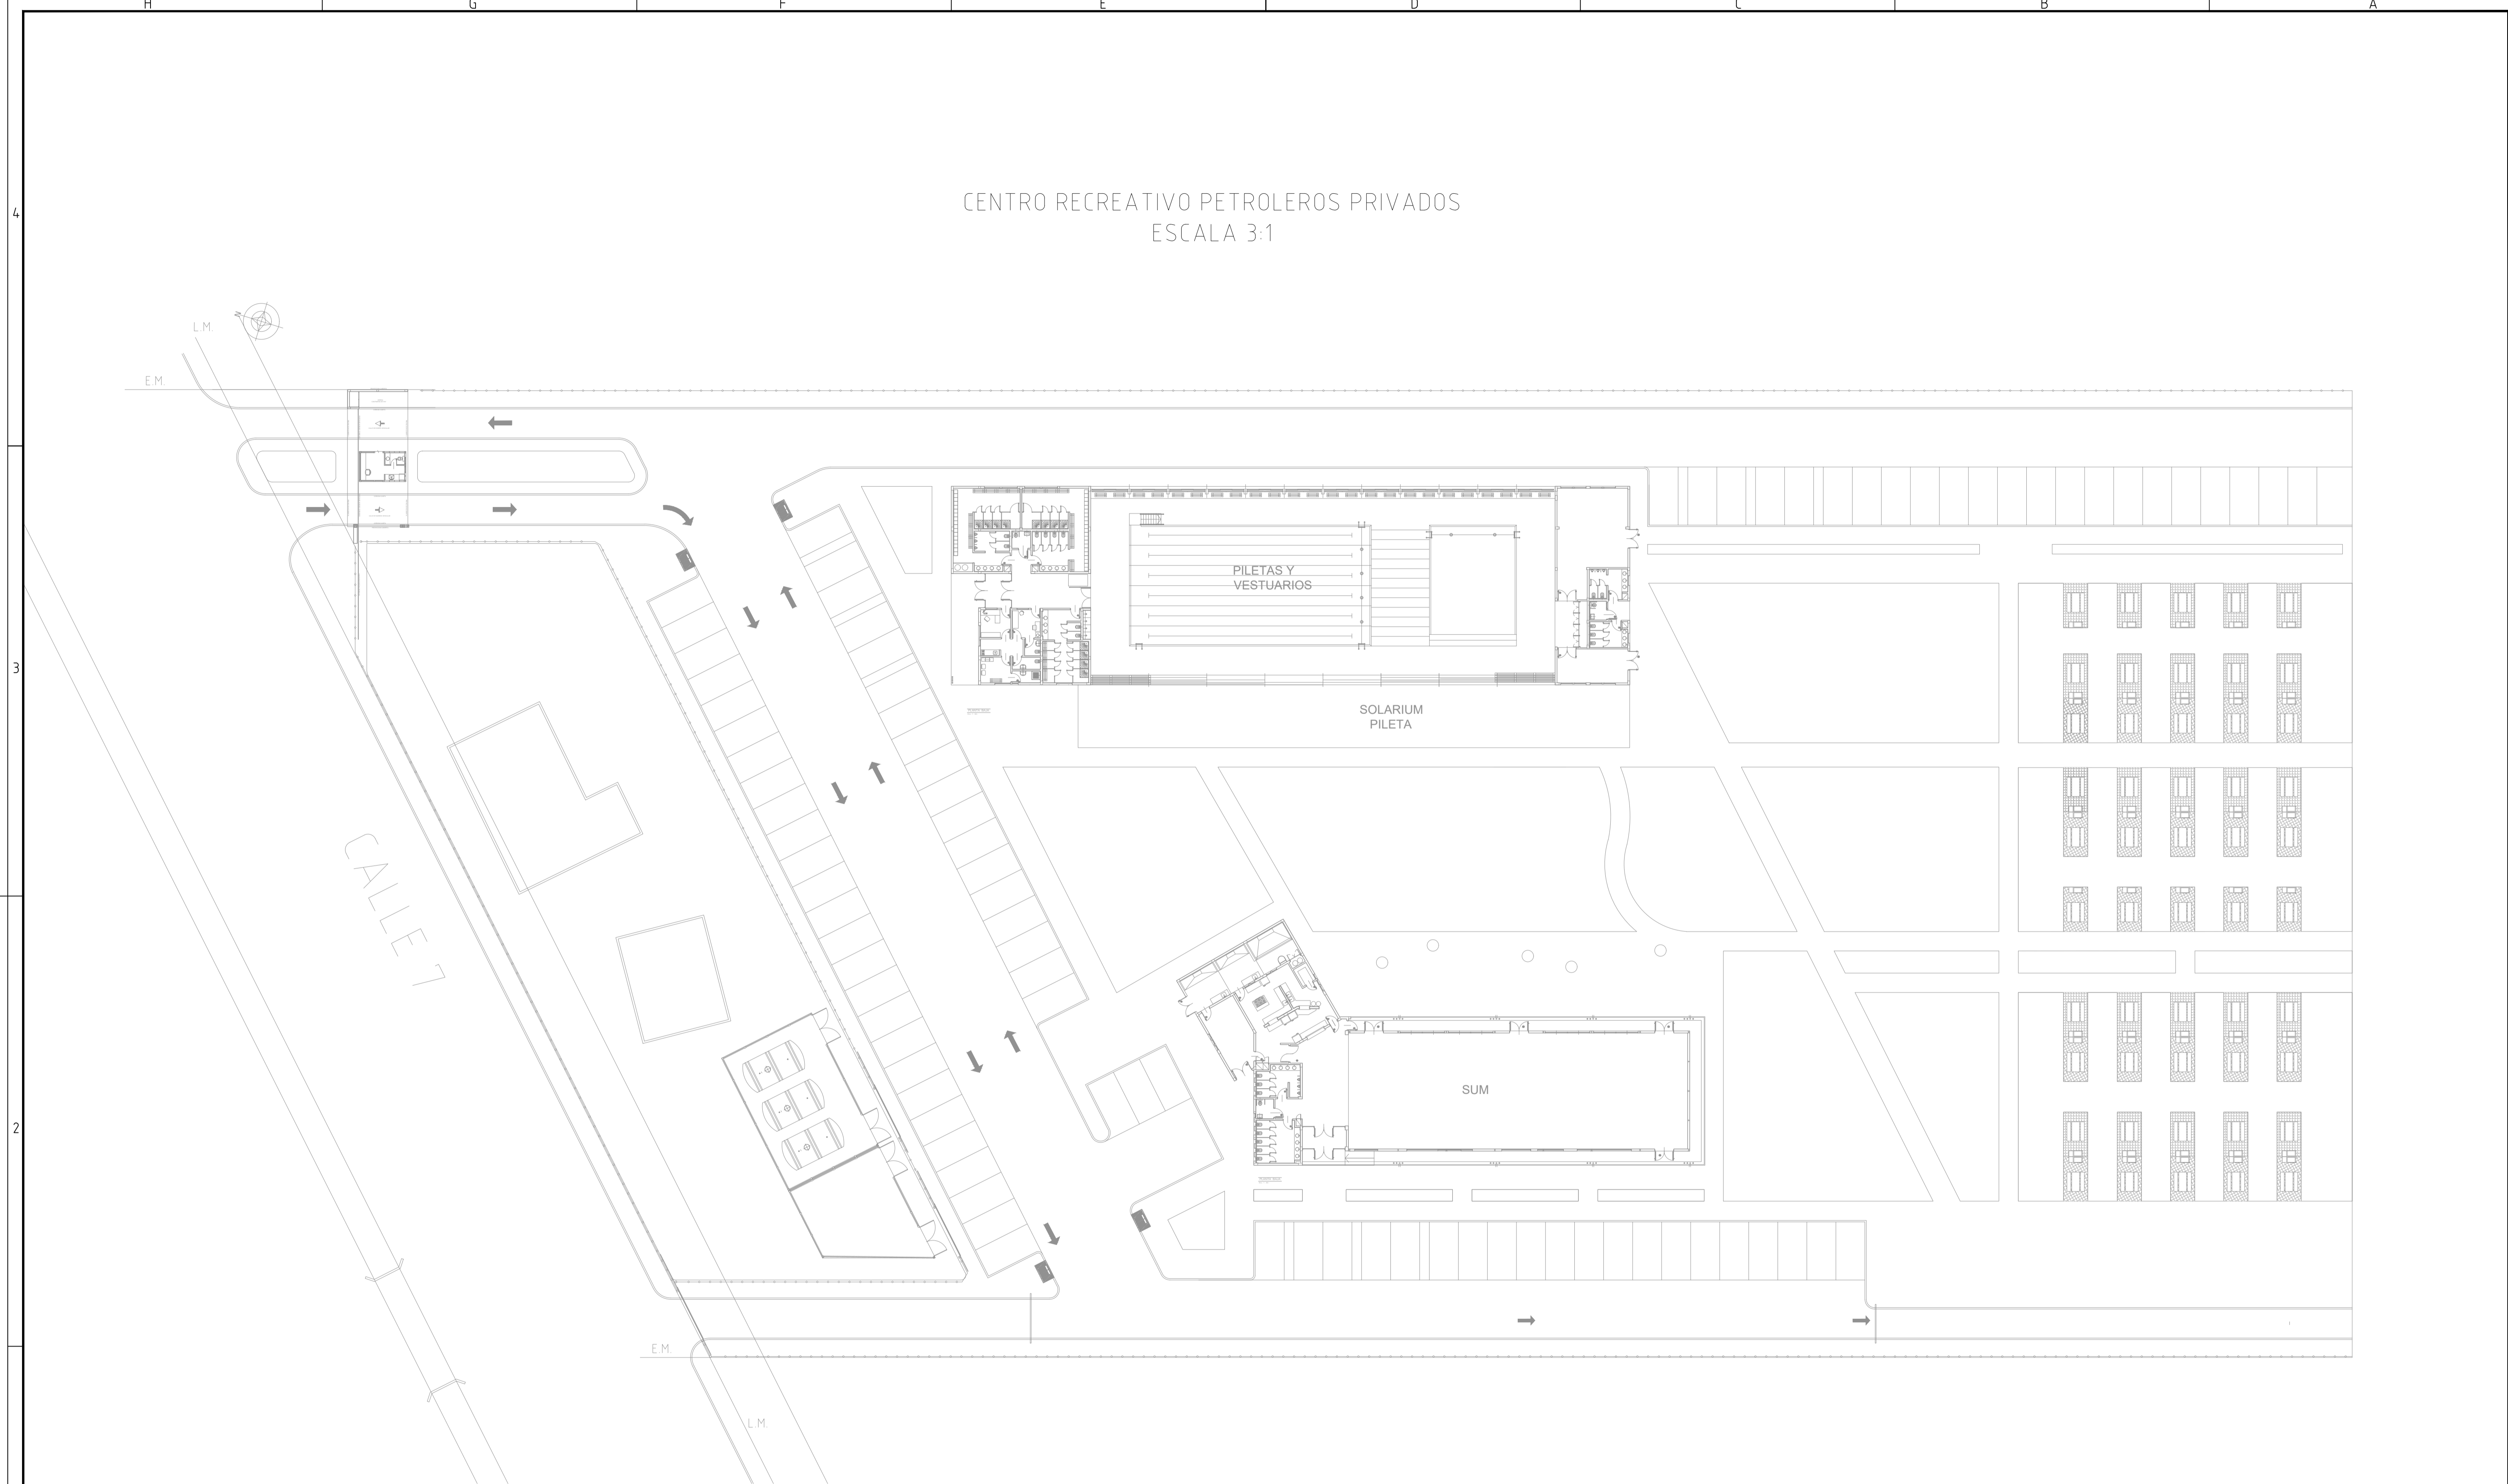 H G F E D C B A
4
CENTRO RECREATIVO PETROLEROS PRIVADOS
ESCALA 3:1
L.M.
E.M.
PILETAS Y
VESTUARIOS
3
SOLARIUM
PILETA
CALLE 7
SUM
2
E.M.
L.M.